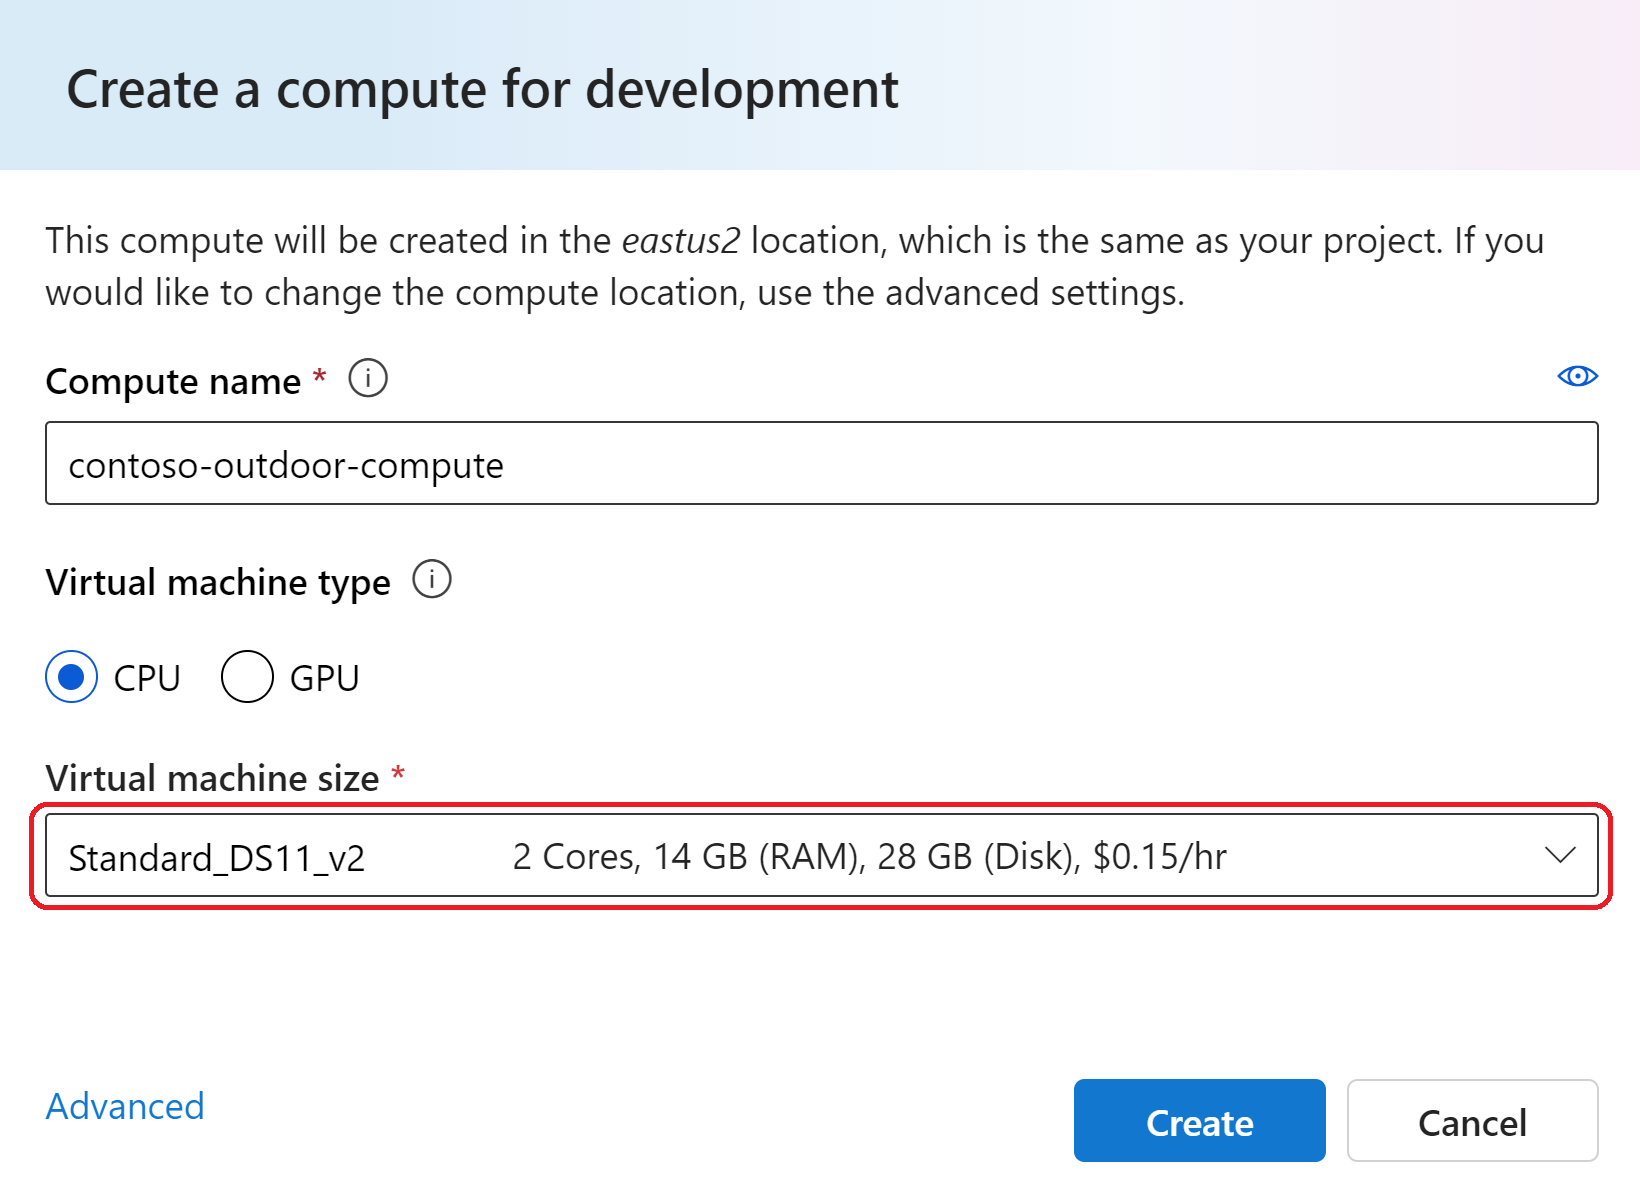 Create a compute for development
This compute will be created in the eastus2 location, which is the same as your project. If you
would like to change the compute location, use the advanced settings.
Compute name *
contoso-outdoor-compute
Virtual machine type
CPU GPU
Virtual machine size *
Standard_DS11_v2 2 Cores, 14 GB (RAM), 28 GB (Disk), $0.15/hr
Advanced Create Cancel